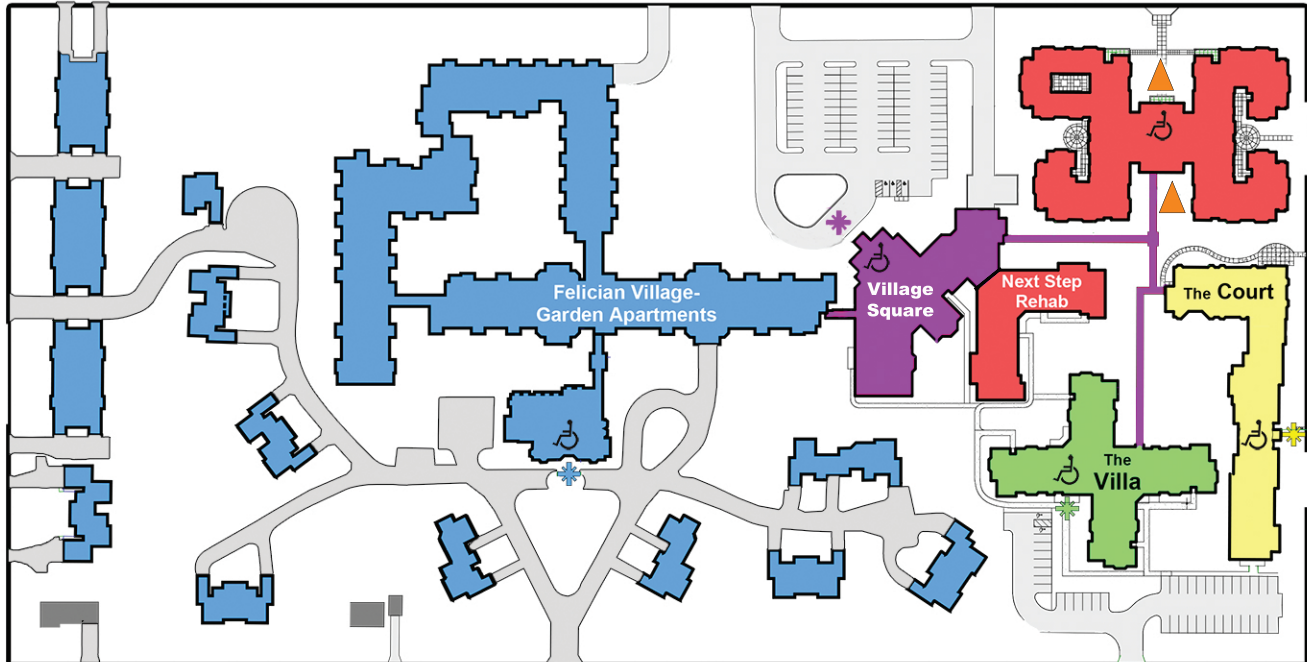 Felician Village-
Garden Apartments
Village
Square
Next Step
Rehab
The Court
The
Villa